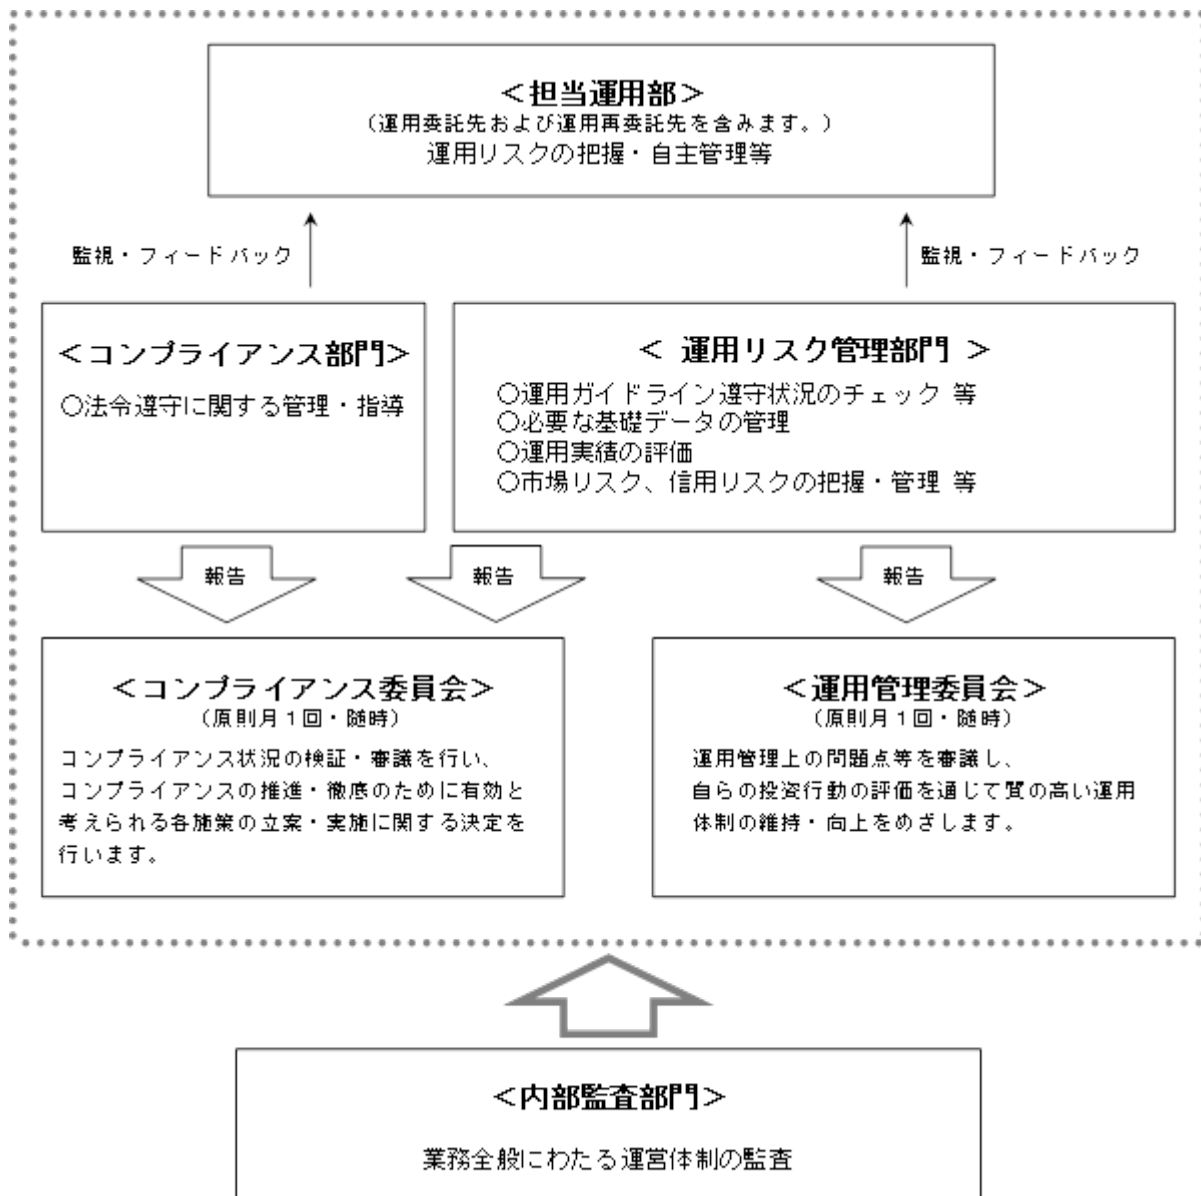 ＜担当運用部＞
（運用委託先および運用再委託先を含みます。）
運用リスクの把握・自主管理等
監視・フィードバック
監視・フィードバック
＜コンプライアンス部門＞
○法令遵守に関する管理・指導
＜ 運用リスク管理部門 ＞
○運用ガイドライン遵守状況のチェック 等
○必要な基礎データの管理
○運用実績の評価
○市場リスク、信用リスクの把握・管理 等
報告
報告
報告
＜コンプライアンス委員会＞
（原則月１回・随時）
コンプライアンス状況の検証・審議を行い、
コンプライアンスの推進・徹底のために有効と
考えられる各施策の立案・実施に関する決定を
行います。
＜運用管理委員会＞
（原則月１回・随時）
運用管理上の問題点等を審議し、
自らの投資行動の評価を通じて質の高い運用
体制の維持・向上をめざします。
＜内部監査部門＞
業務全般にわたる運営体制の監査